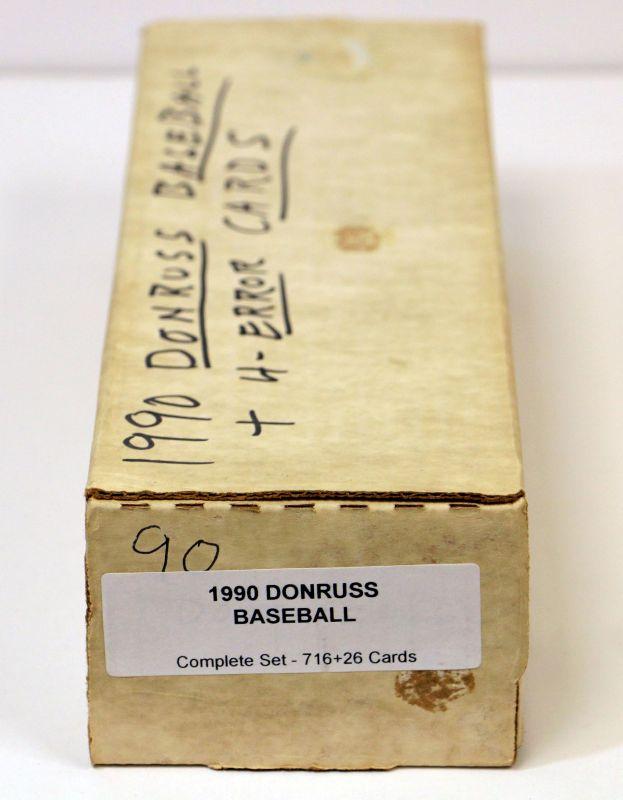 1990 DONRUSS BASEBALL
+ 4-ERROR CARDS
90
1990 DONRUSS
BASEBALL
Complete Set - 716+26 Cards